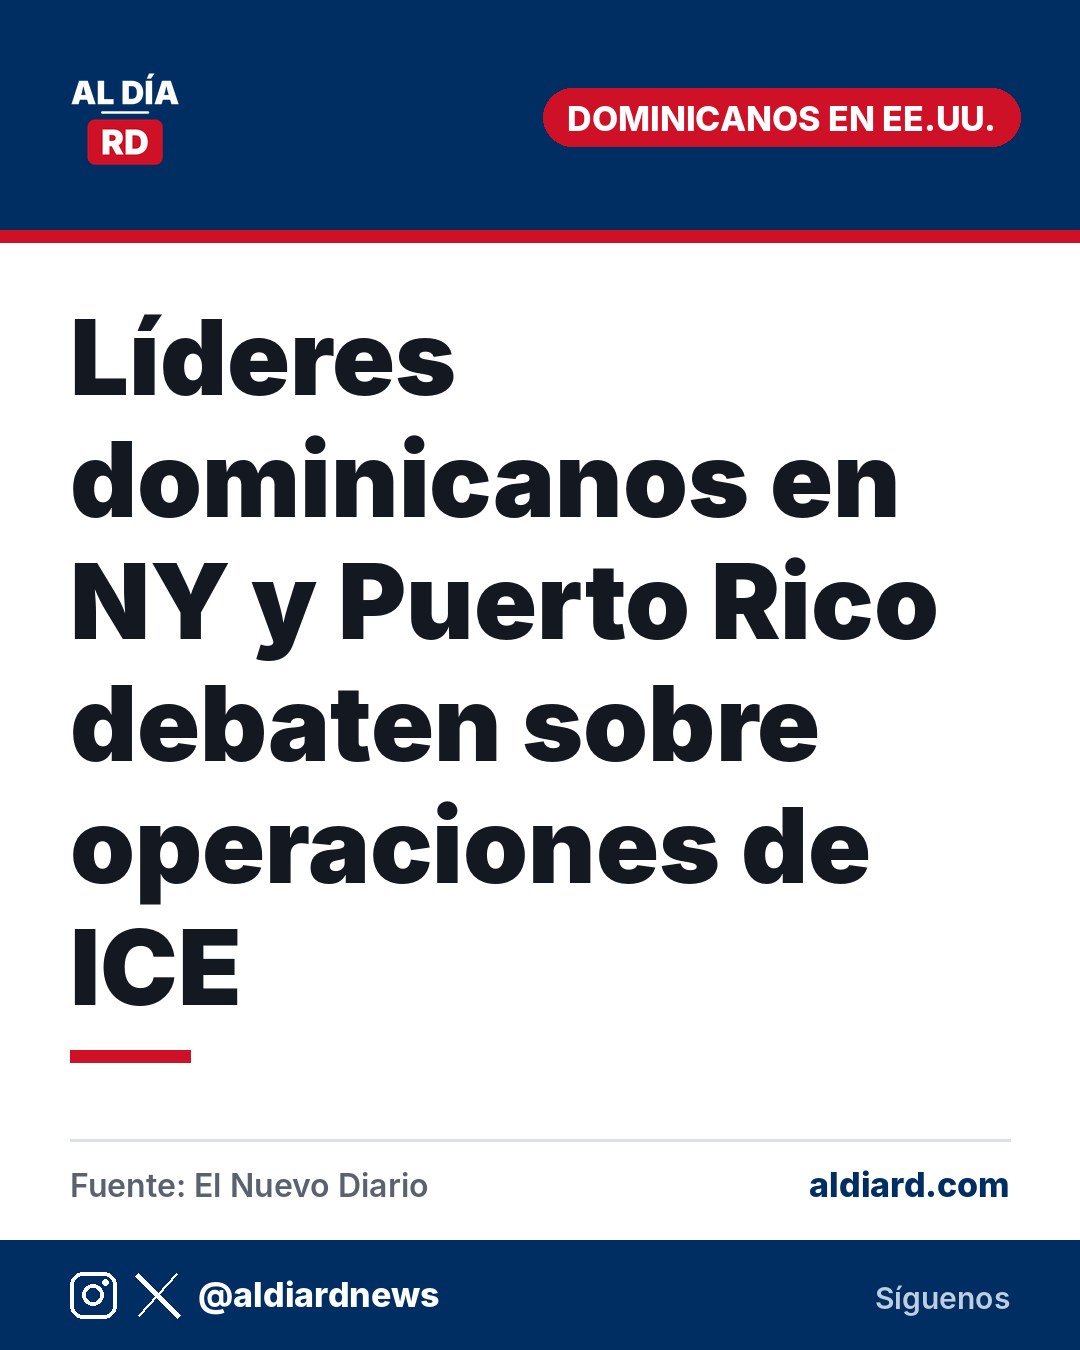 AL DÍA
RD
DOMINICANOS EN EE.UU.
Líderes
dominicanos en
NY y Puerto Rico
debaten sobre
operaciones de
ICE
Fuente: El Nuevo Diario
aldiard.com
@aldiardnews
Síguenos